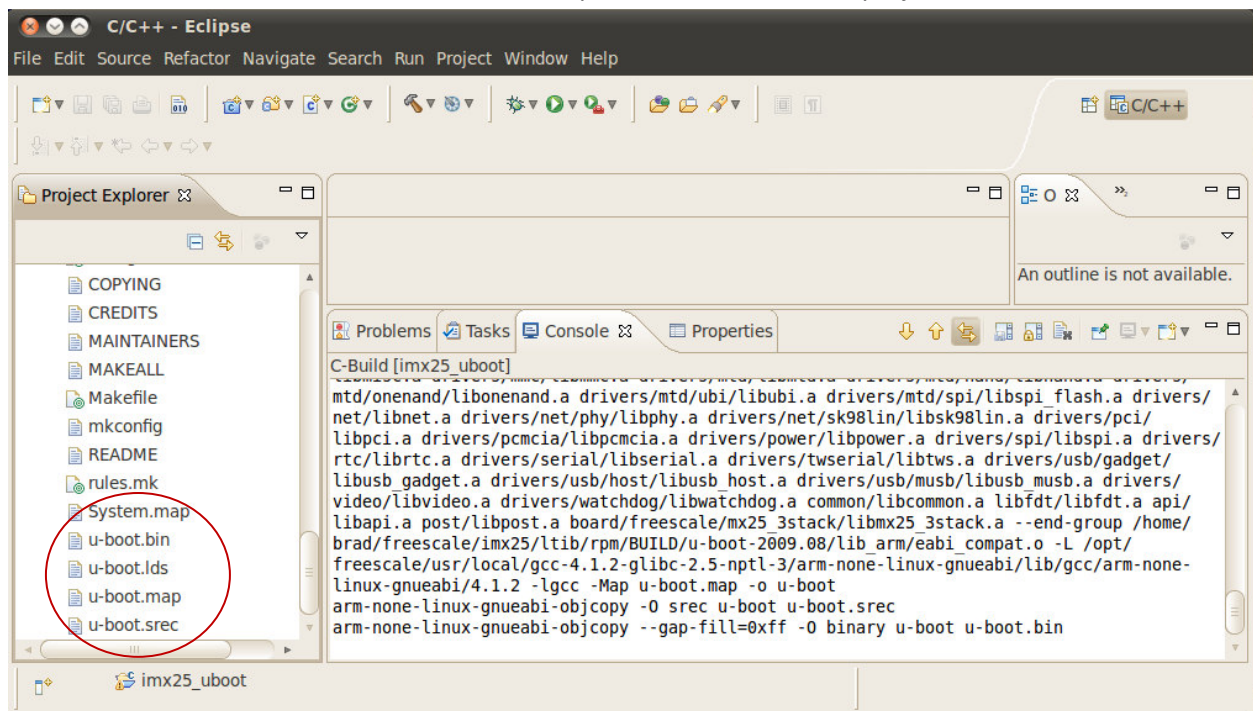 C/C++ - Eclipse
File Edit Source Refactor Navigate Search Run Project Window Help
C/C++
Project Explorer
COPYING
CREDITS
MAINTAINERS
MAKEALL
Makefile
mkconfig
README
rules.mk
System.map
u-boot.bin
u-boot.lds
u-boot.map
u-boot.srec
O
An outline is not available.
Problems Tasks Console Properties
C-Build [imx25_uboot]
mtd/onenand/libonenand.a drivers/mtd/ubi/libubi.a drivers/mtd/spi/libspi_flash.a drivers/
net/libnet.a drivers/net/phy/libphy.a drivers/net/sk98lin/libsk98lin.a drivers/pci/
libpci.a drivers/pcmcia/libpcmcia.a drivers/power/libpower.a drivers/spi/libspi.a drivers/
rtc/librtc.a drivers/serial/libserial.a drivers/twserial/libtws.a drivers/usb/gadget/
libusb_gadget.a drivers/usb/host/libusb_host.a drivers/usb/musb/libusb_musb.a drivers/
video/libvideo.a drivers/watchdog/libwatchdog.a common/libcommon.a libfdt/libfdt.a api/
libapi.a post/libpost.a board/freescale/mx25_3stack/libmx25_3stack.a --end-group /home/
brad/freescale/imx25/ltib/rpm/BUILD/u-boot-2009.08/lib_arm/eabi_compat.o -L /opt/
freescale/usr/local/gcc-4.1.2-glibc-2.5-nptl-3/arm-none-linux-gnueabi/lib/gcc/arm-none-
linux-gnueabi/4.1.2 -lgcc -Map u-boot.map -o u-boot
arm-none-linux-gnueabi-objcopy -O srec u-boot u-boot.srec
arm-none-linux-gnueabi-objcopy --gap-fill=0xff -O binary u-boot u-boot.bin
imx25_uboot